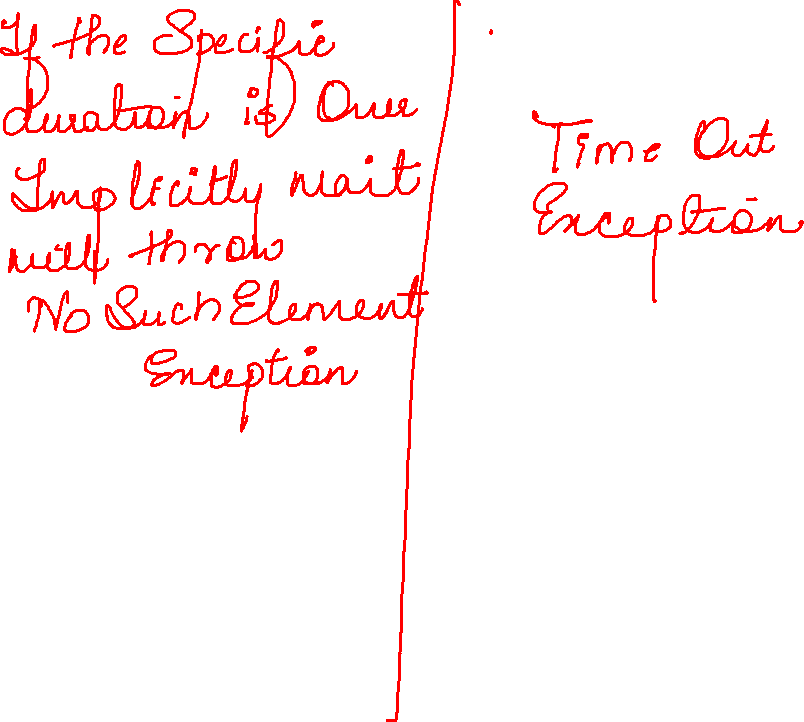 If the Specific
duration is Over
Implicitly wait
will throw
No Such Element
Exception
Time Out
Exception